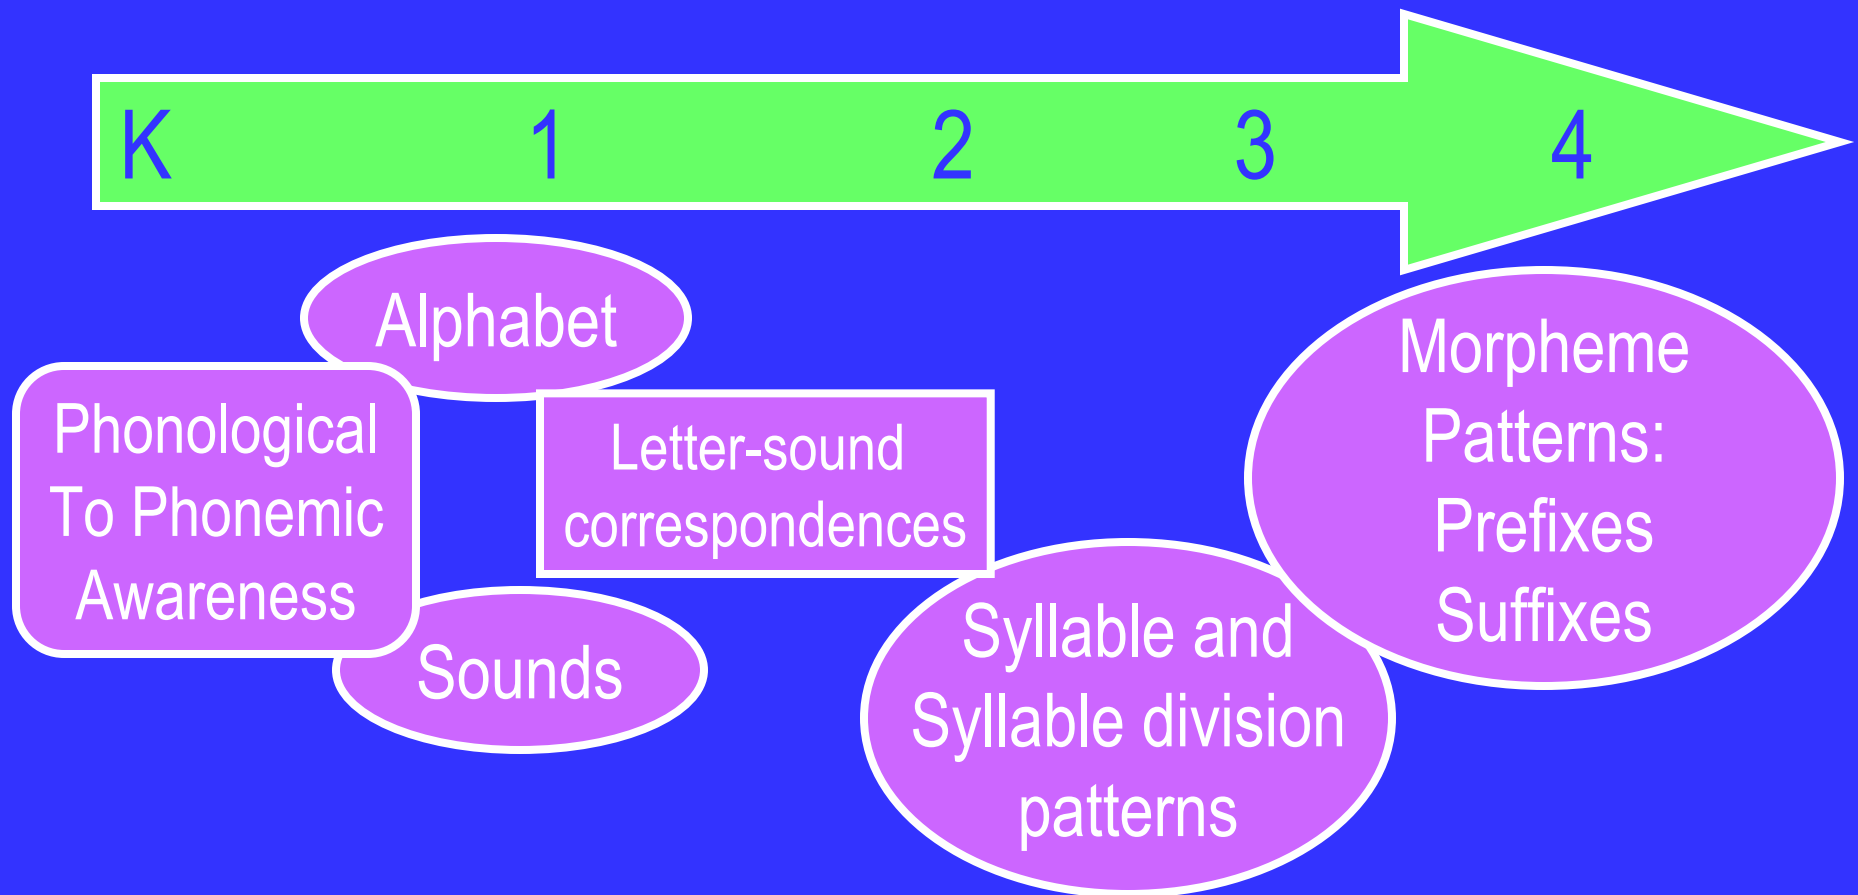 K 1 2 3 4
Alphabet
Phonological
To Phonemic
Awareness
Sounds
Letter-sound
correspondences
Syllable and
Syllable division
patterns
Morpheme
Patterns:
Prefixes
Suffixes